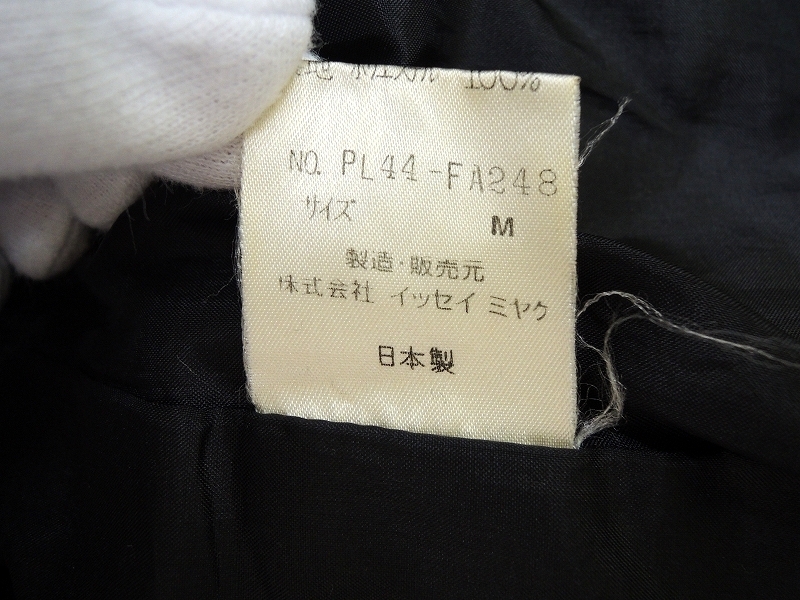 地 ポリエステル 100%
NO. PL44-FA248
サイズ M
製造・販売元
株式会社 イッセイ ミヤケ
日本製